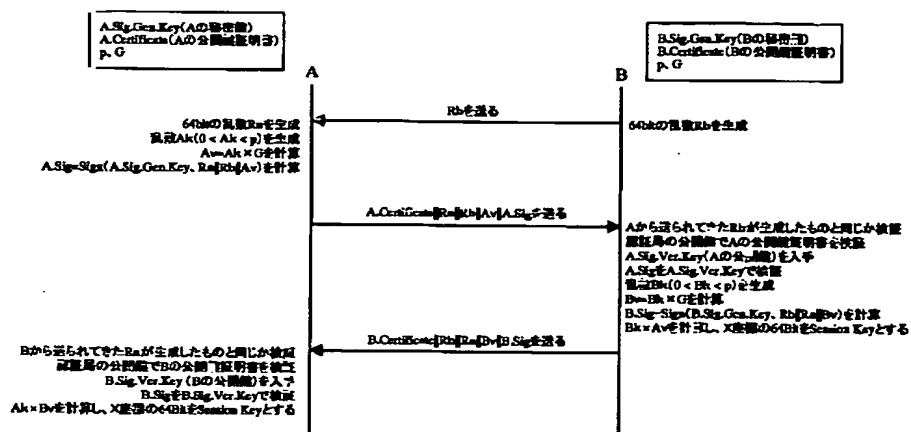 A.Sig.Gen.Key(Aの秘密鍵)
A.Certificate(Aの公開鍵証明書)
p、G
B.Sig.Gen.Key(Bの秘密鍵)
B.Certificate(Bの公開鍵証明書)
p、G
A
B
Rbを送る
64bitの乱数Raを生成
乱数Ak(0 < Ak < p)を生成
Av=Ak×Gを計算
A.Sig=Sign(A.Sig.Gen.Key、Ra||Rb||Av)を計算
64bitの乱数Rbを生成
A.Certificate||Ra||Rb||Av||A.Sigを送る
Aから送られてきたRbが生成したものと同じか検証
認証局の公開鍵でAの公開鍵証明書を検証
A.Sig.Ver.Key(Aの公開鍵)を入手
A.SigをA.Sig.Ver.Keyで検証
乱数Bk(0 < Bk < p)を生成
Bv=Bk×Gを計算
B.Sig=Sign(B.Sig.Gen.Key、Rb||Ra||Bv)を計算
Bk×Avを計算し、X座標の64BitをSession Keyとする
B.Certificate||Rb||Ra||Bv||B.Sigを送る
Bから送られてきたRaが生成したものと同じか検証
認証局の公開鍵でBの公開鍵証明書を検証
B.Sig.Ver.Key(Bの公開鍵)を入手
B.SigをB.Sig.Ver.Keyで検証
Ak×Bvを計算し、X座標の64BitをSession Keyとする